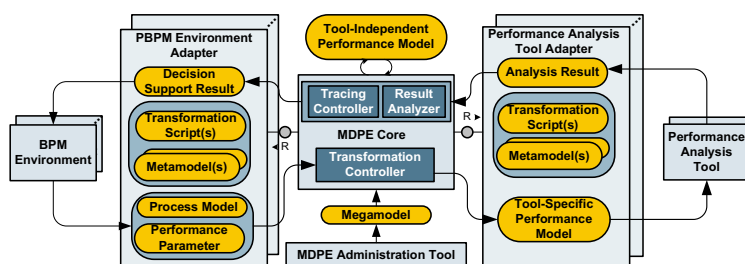 PBPM Environment
Adapter
Decision
Support Result
Transformation
Script(s)
Metamodel(s)
Process Model
Performance
Parameter
BPM
Environment
Tool-Independent
Performance Model
Tracing
Controller
Result
Analyzer
MDPE Core
Transformation
Controller
R
R
Megamodel
MDPE Administration Tool
Performance Analysis
Tool Adapter
Analysis Result
Transformation
Script(s)
Metamodel(s)
Tool-Specific
Performance
Model
Performance
Analysis
Tool